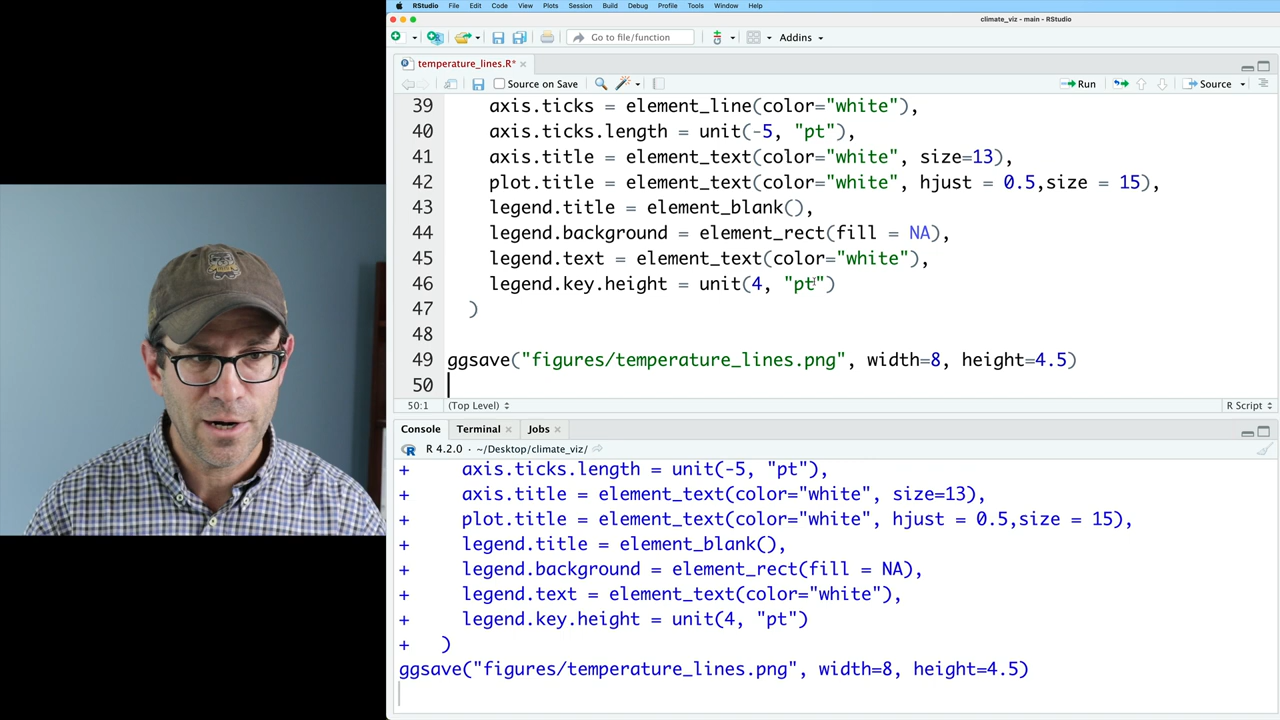 RStudio File Edit Code View Plots Session Build Debug Profile Tools Window Help
climate_viz - main - RStudio
Go to file/function Addins
temperature_lines.R*
Source on Save Run Source
39 axis.ticks = element_line(color="white"),
40 axis.ticks.length = unit(-5, "pt"),
41 axis.title = element_text(color="white", size=13),
42 plot.title = element_text(color="white", hjust = 0.5,size = 15),
43 legend.title = element_blank(),
44 legend.background = element_rect(fill = NA),
45 legend.text = element_text(color="white"),
46 legend.key.height = unit(4, "pt")
47 )
48
49 ggsave("figures/temperature_lines.png", width=8, height=4.5)
50
50:1 (Top Level) R Script
Console Terminal Jobs
R 4.2.0 · ~/Desktop/climate_viz/
+ axis.ticks.length = unit(-5, "pt"),
+ axis.title = element_text(color="white", size=13),
+ plot.title = element_text(color="white", hjust = 0.5,size = 15),
+ legend.title = element_blank(),
+ legend.background = element_rect(fill = NA),
+ legend.text = element_text(color="white"),
+ legend.key.height = unit(4, "pt")
+ )
ggsave("figures/temperature_lines.png", width=8, height=4.5)